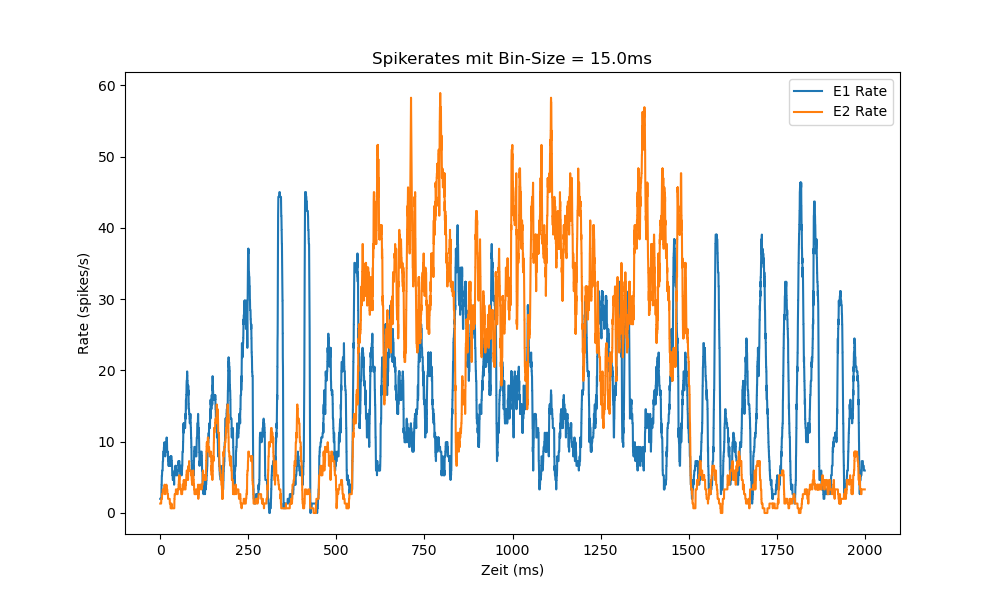 Spikerates mit Bin-Size = 15.0ms
E1 Rate
E2 Rate
60
50
40
30
20
10
0
Rate (spikes/s)
0 250 500 750 1000 1250 1500 1750 2000
Zeit (ms)